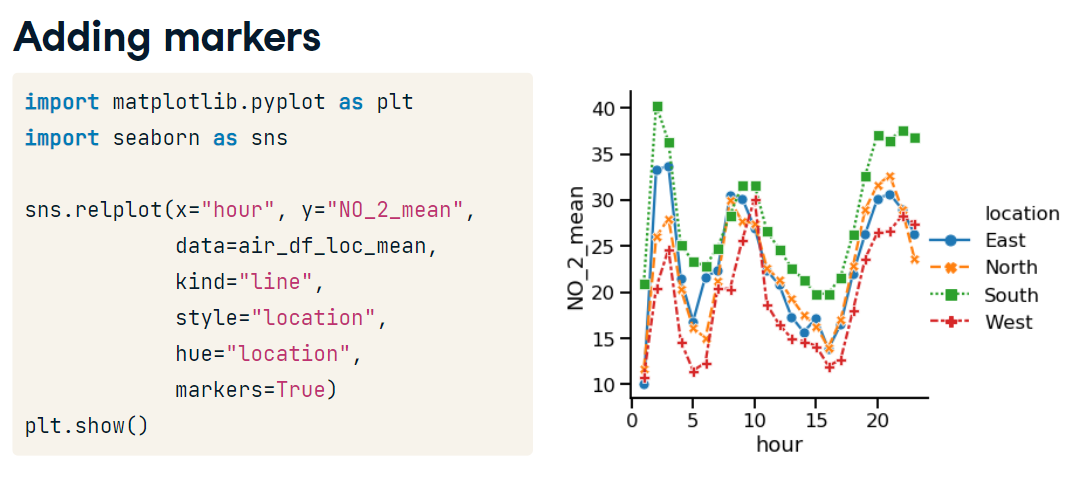 Adding markers
import matplotlib.pyplot as plt
import seaborn as sns
sns.relplot(x="hour", y="NO_2_mean",
data=air_df_loc_mean,
kind="line",
style="location",
hue="location",
markers=True)
plt.show()
NO_2_mean
40
35
30
25
20
15
10
0 5 10 15 20
hour
location
East
North
South
West